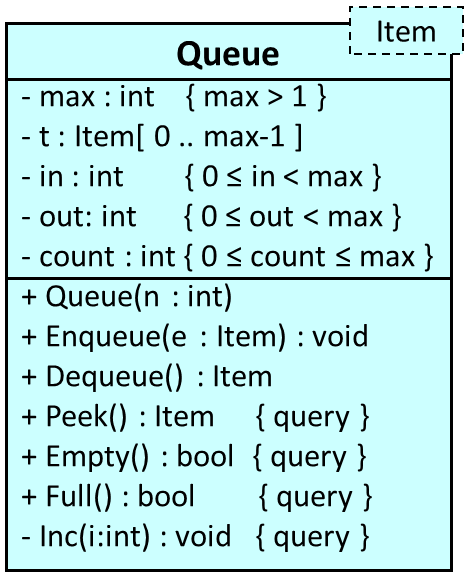 Item
Queue
- max : int { max > 1 }
- t : Item[ 0 .. max-1 ]
- in : int { 0 ≤ in < max }
- out: int { 0 ≤ out < max }
- count : int { 0 ≤ count ≤ max }
+ Queue(n : int)
+ Enqueue(e : Item) : void
+ Dequeue() : Item
+ Peek() : Item { query }
+ Empty() : bool { query }
+ Full() : bool { query }
- Inc(i:int) : void { query }